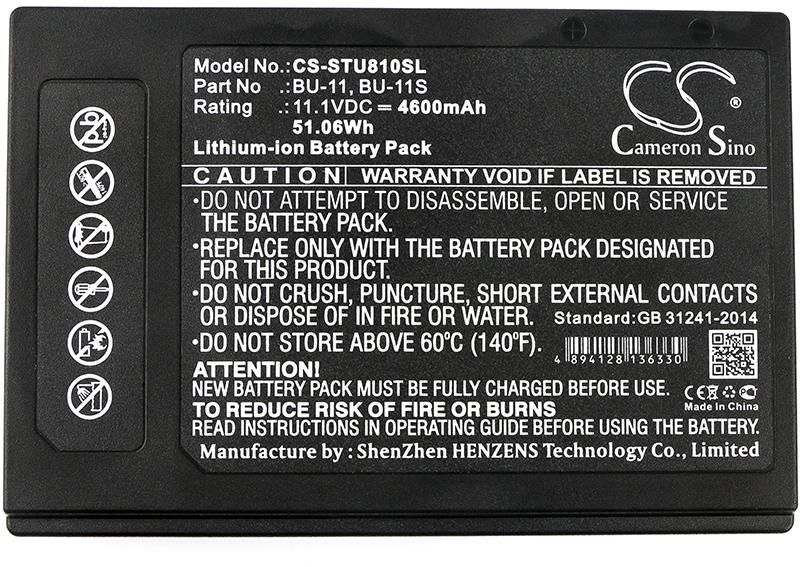 Model No.:CS-STU810SL
Part No :BU-11, BU-11S
Rating :11.1VDC = 4600mAh
51.06Wh
Lithium-ion Battery Pack
CS
®
Cameron Sino
CAUTION WARRANTY VOID IF LABEL IS REMOVED
•DO NOT ATTEMPT TO DISASSEMBLE, OPEN OR SERVICE
THE BATTERY PACK.
•REPLACE ONLY WITH THE BATTERY PACK DESIGNATED
FOR THIS PRODUCT.
•DO NOT CRUSH, PUNCTURE, SHORT EXTERNAL CONTACTS
OR DISPOSE OF IN FIRE OR WATER.
Standard:GB 31241-2014
•DO NOT STORE ABOVE 60°C (140°F).
4 894128 136330
ATTENTION!
NEW BATTERY PACK MUST BE FULLY CHARGED BEFORE USE.
TO REDUCE RISK OF FIRE OR BURNS
READ INSTRUCTIONS IN OPERATING GUIDE BEFORE USING THE BATTERY.
CE
Made In China
Manufacture by : ShenZhen HENZENS Technology Co., Limited
Pb